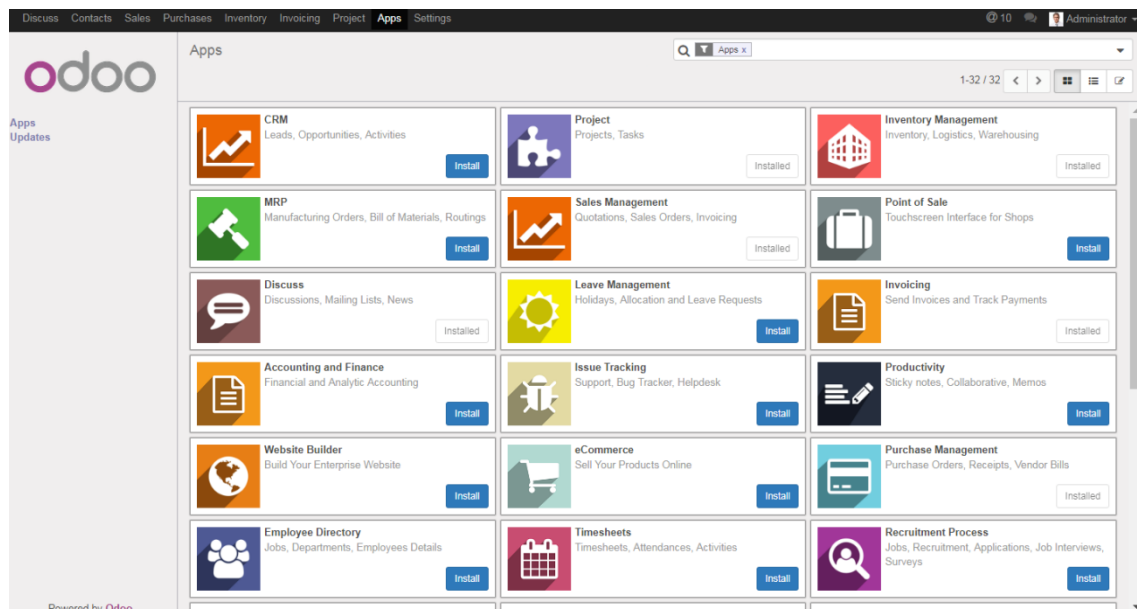 Discuss Contacts Sales Purchases Inventory Invoicing Project Apps Settings @ 10 Administrator
odoo
Apps
Apps x
1-32 / 32
Apps
Updates
CRM
Leads, Opportunities, Activities
Install
Project
Projects, Tasks
Installed
Inventory Management
Inventory, Logistics, Warehousing
Installed
MRP
Manufacturing Orders, Bill of Materials, Routings
Install
Sales Management
Quotations, Sales Orders, Invoicing
Installed
Point of Sale
Touchscreen Interface for Shops
Install
Discuss
Discussions, Mailing Lists, News
Installed
Leave Management
Holidays, Allocation and Leave Requests
Install
Invoicing
Send Invoices and Track Payments
Installed
Accounting and Finance
Financial and Analytic Accounting
Install
Issue Tracking
Support, Bug Tracker, Helpdesk
Install
Productivity
Sticky notes, Collaborative, Memos
Install
Website Builder
Build Your Enterprise Website
Install
eCommerce
Sell Your Products Online
Install
Purchase Management
Purchase Orders, Receipts, Vendor Bills
Installed
Employee Directory
Jobs, Departments, Employees Details
Install
Timesheets
Timesheets, Attendances, Activities
Install
Recruitment Process
Jobs, Recruitment, Applications, Job Interviews,
Surveys
Install
Powered by Odoo